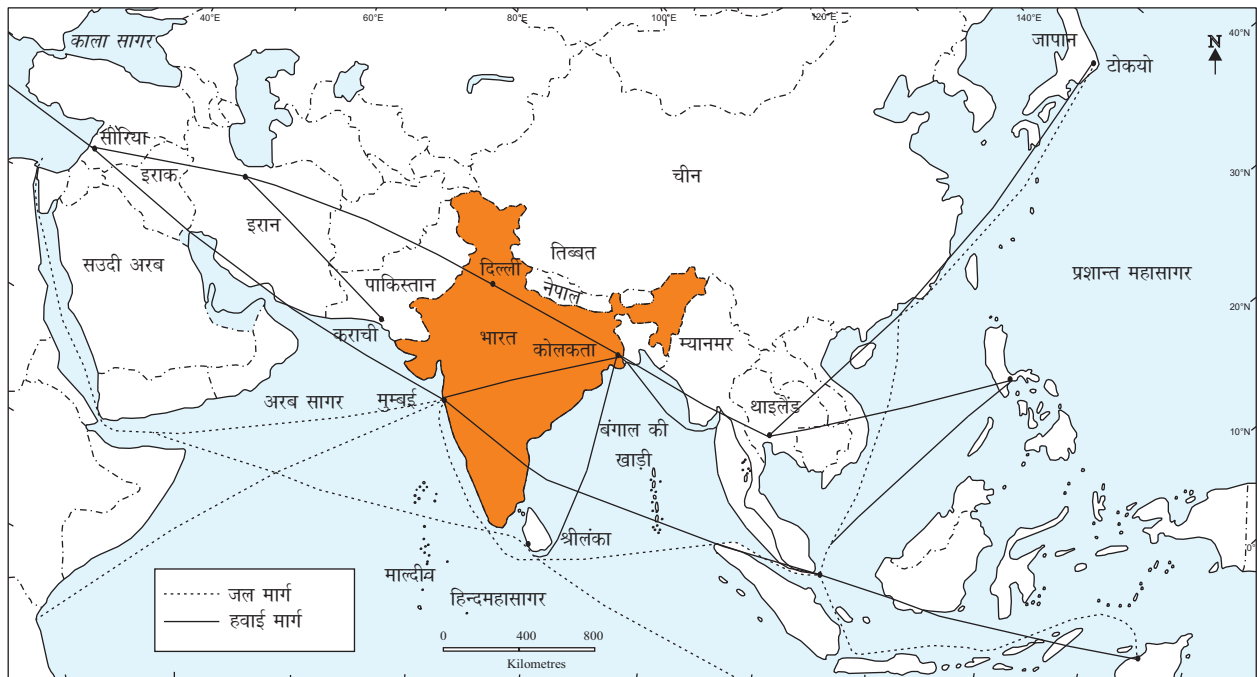 40°E
60°E
80°E
100°E
120°E
140°E
40°N
काला सागर
जापान
N
टोकयो
सीरिया
इराक
चीन
30°N
इरान
तिब्बत
सउदी अरब
पाकिस्तान
दिल्ली
नेपाल
प्रशान्त महासागर
20°N
कराची
भारत
कोलकता
म्यानमर
अरब सागर
मुम्बई
थाइलैंड
बंगाल की
खाड़ी
10°N
श्रीलंका
0°
माल्दीव
हिन्दमहासागर
जल मार्ग
हवाई मार्ग
0 400 800
Kilometres